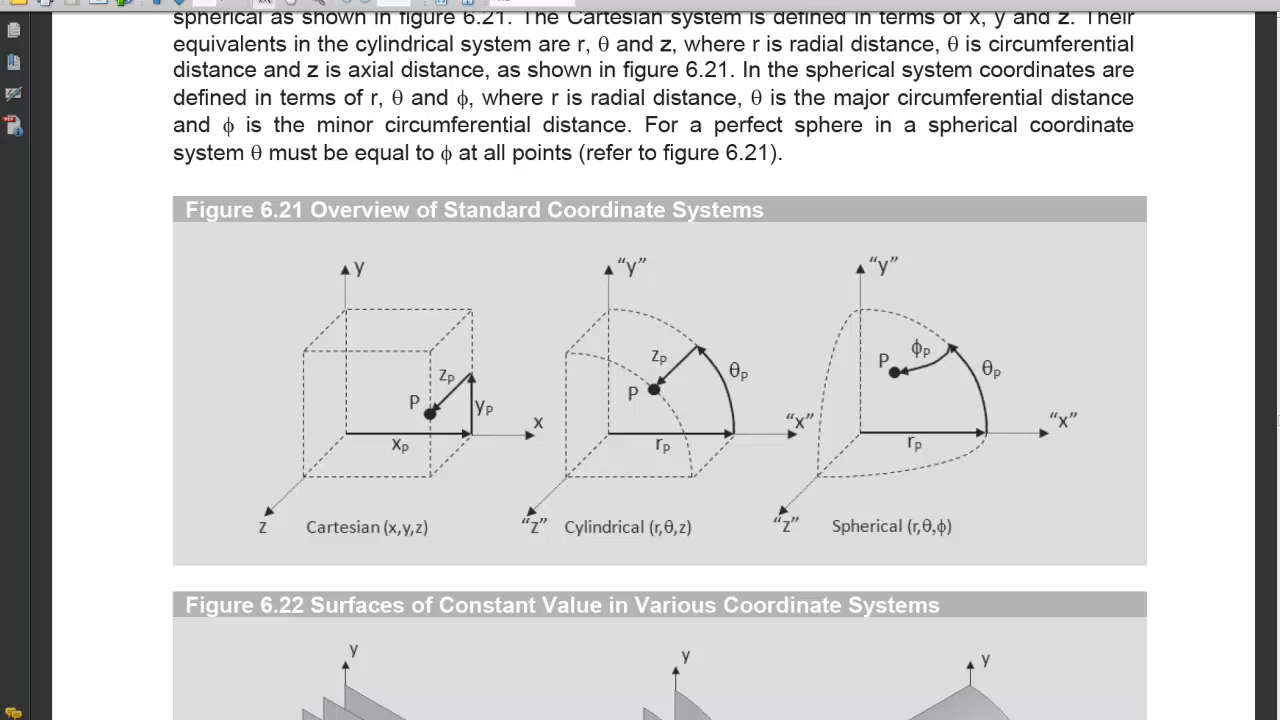 spherical as shown in figure 6.21. The Cartesian system is defined in terms of x, y and z. Their
equivalents in the cylindrical system are r, θ and z, where r is radial distance, θ is circumferential
distance and z is axial distance, as shown in figure 6.21. In the spherical system coordinates are
defined in terms of r, θ and ϕ, where r is radial distance, θ is the major circumferential distance
and ϕ is the minor circumferential distance. For a perfect sphere in a spherical coordinate
system θ must be equal to ϕ at all points (refer to figure 6.21).
Figure 6.21 Overview of Standard Coordinate Systems
y
zp
P
yp
x
xp
z
Cartesian (x,y,z)
“y”
zp
P
θp
“x”
rp
“z”
Cylindrical (r,θ,z)
“y”
P
ϕp
θp
“x”
rp
“z”
Spherical (r,θ,ϕ)
Figure 6.22 Surfaces of Constant Value in Various Coordinate Systems
y
y
y